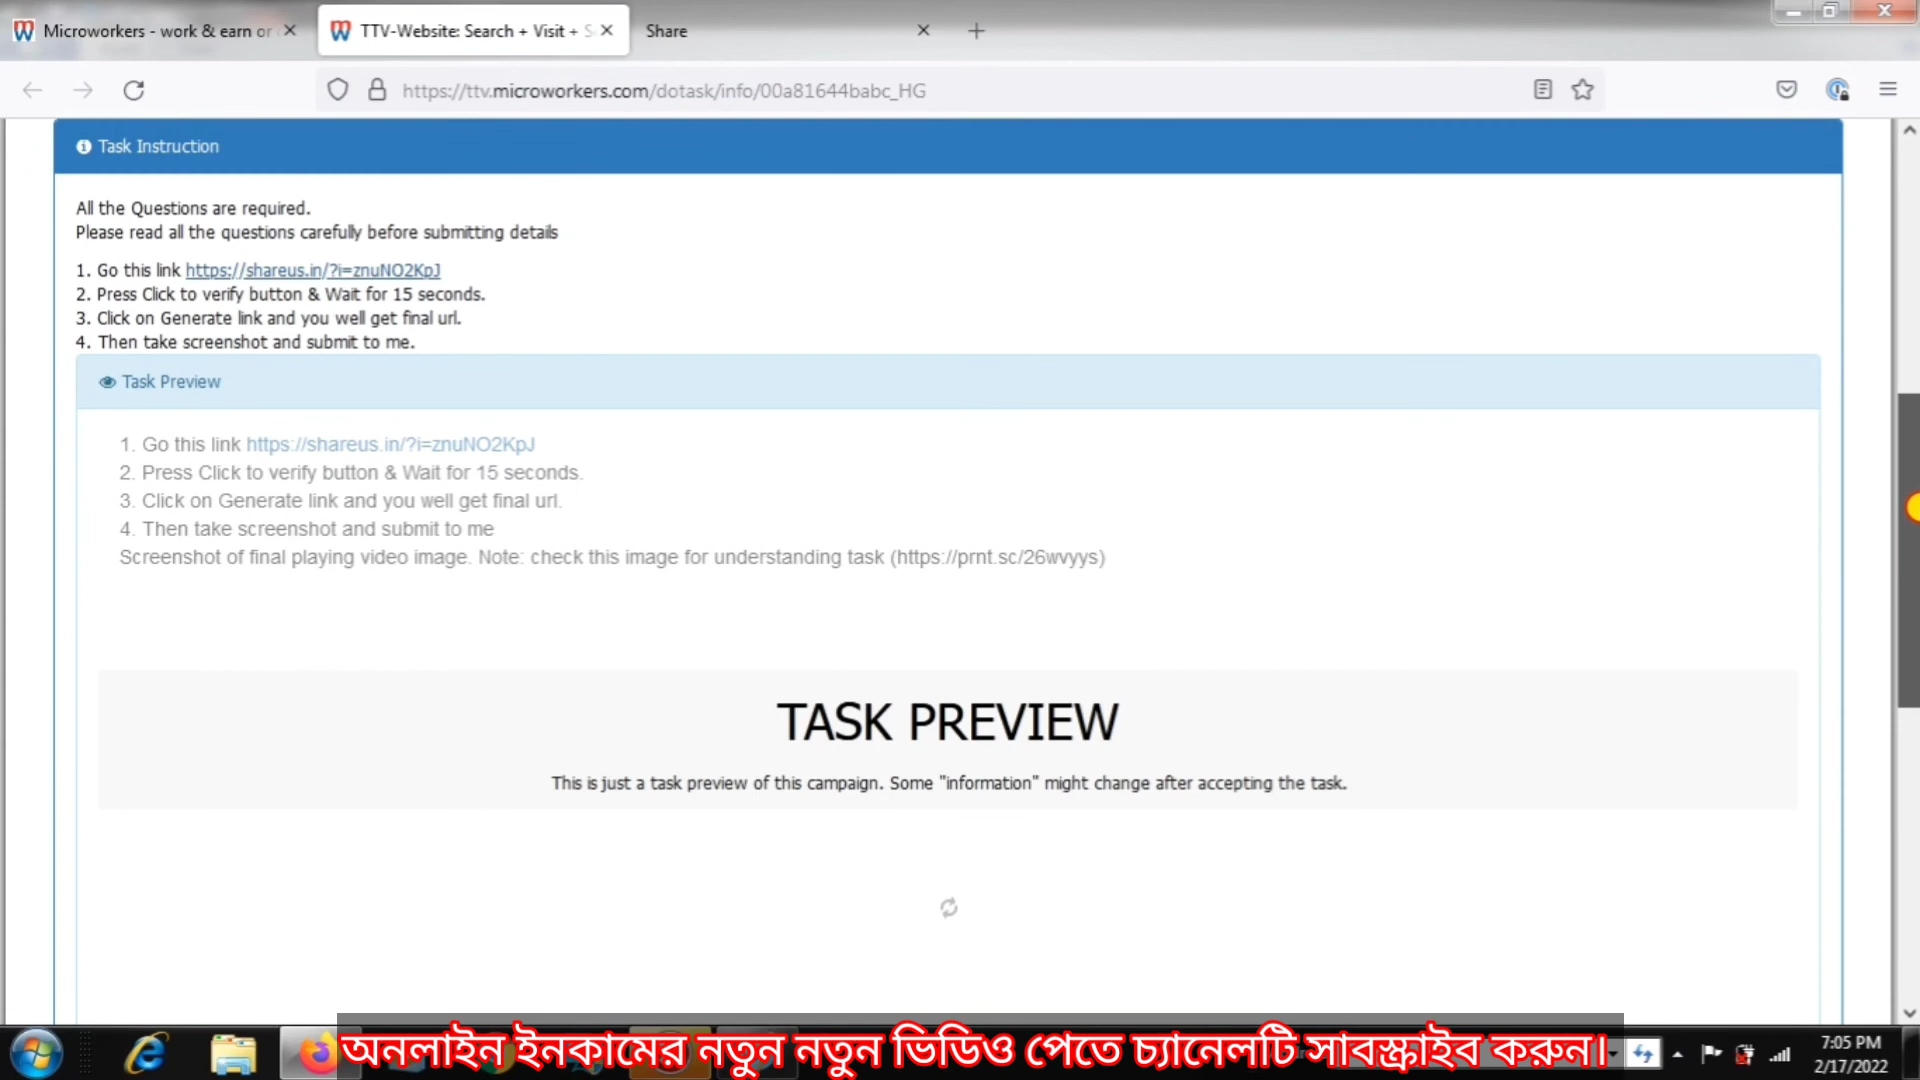 Microworkers - work & earn or
TTV-Website: Search + Visit + S
Share
https://ttv.microworkers.com/dotask/info/00a81644babc_HG
Task Instruction
All the Questions are required.
Please read all the questions carefully before submitting details
1. Go this link https://shareus.in/?i=znuNO2KpJ
2. Press Click to verify button & Wait for 15 seconds.
3. Click on Generate link and you well get final url.
4. Then take screenshot and submit to me.
Task Preview
1. Go this link https://shareus.in/?i=znuNO2KpJ
2. Press Click to verify button & Wait for 15 seconds.
3. Click on Generate link and you well get final url.
4. Then take screenshot and submit to me
Screenshot of final playing video image. Note: check this image for understanding task (https://prnt.sc/26wvyys)
TASK PREVIEW
This is just a task preview of this campaign. Some "information" might change after accepting the task.
অনলাইন ইনকামের নতুন নতুন ভিডিও পেতে চ্যানেলটি সাবস্ক্রাইব করুন।
7:05 PM
2/17/2022